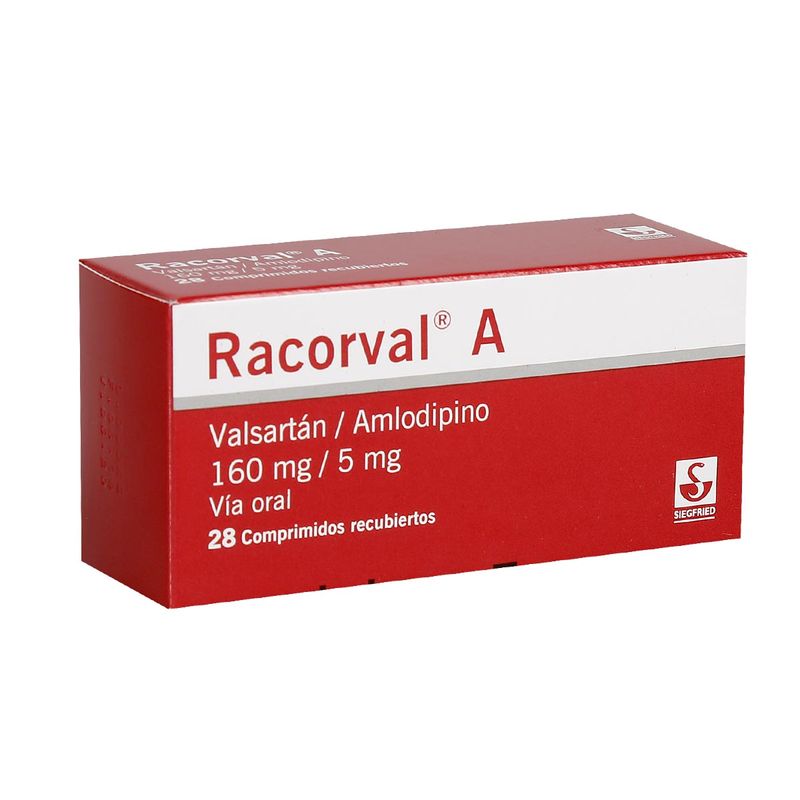 Racorval® A
Valsartán / Amlodipino
160 mg / 5 mg
28 Comprimidos recubiertos
Racorval® A
Valsartán / Amlodipino
160 mg / 5 mg
Vía oral
28 Comprimidos recubiertos
SIEGFRIED